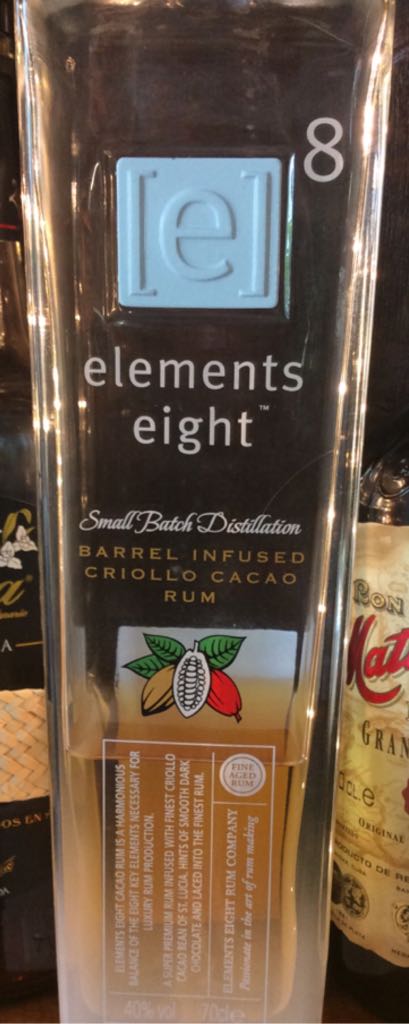 8
[e]
elements
eight™
Small Batch Distillation
BARREL INFUSED
CRIOLLO CACAO
RUM
ELEMENTS EIGHT CACAO RUM IS A HARMONIOUS
BALANCE OF THE EIGHT KEY ELEMENTS NECESSARY FOR
LUXURY RUM PRODUCTION.
A SUPER PREMIUM RUM INFUSED WITH FINEST CRIOLLO
CACAO BEAN OF ST. LUCIA, HINTS OF SMOOTH DARK
CHOCOLATE AND LACED INTO THE FINEST RUM.
FINE
AGED
RUM
ELEMENTS EIGHT RUM COMPANY
Passionate in the art of rum making
40% vol 70cl e
RON
Mat
GRAN
ORIGINAL